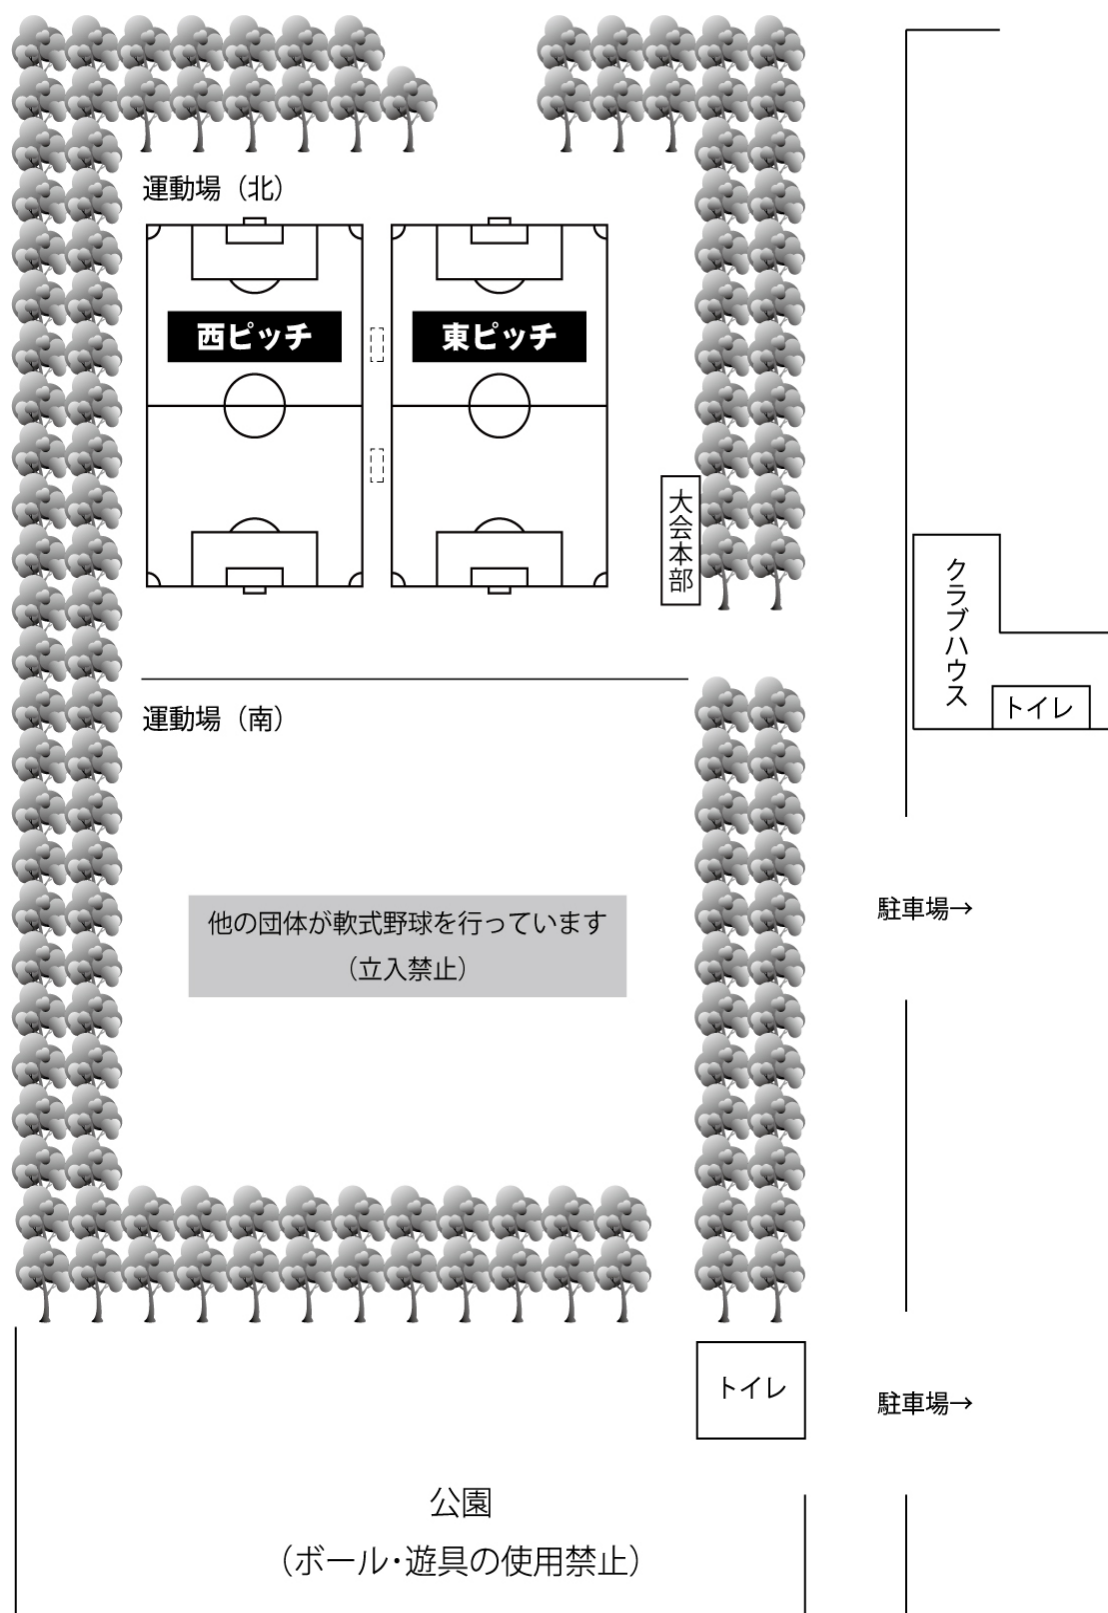 運動場（北）
西ピッチ
東ピッチ
大会本部
クラブハウス
トイレ
運動場（南）
他の団体が軟式野球を行っています
（立入禁止）
駐車場→
トイレ
駐車場→
公園
（ボール・遊具の使用禁止）